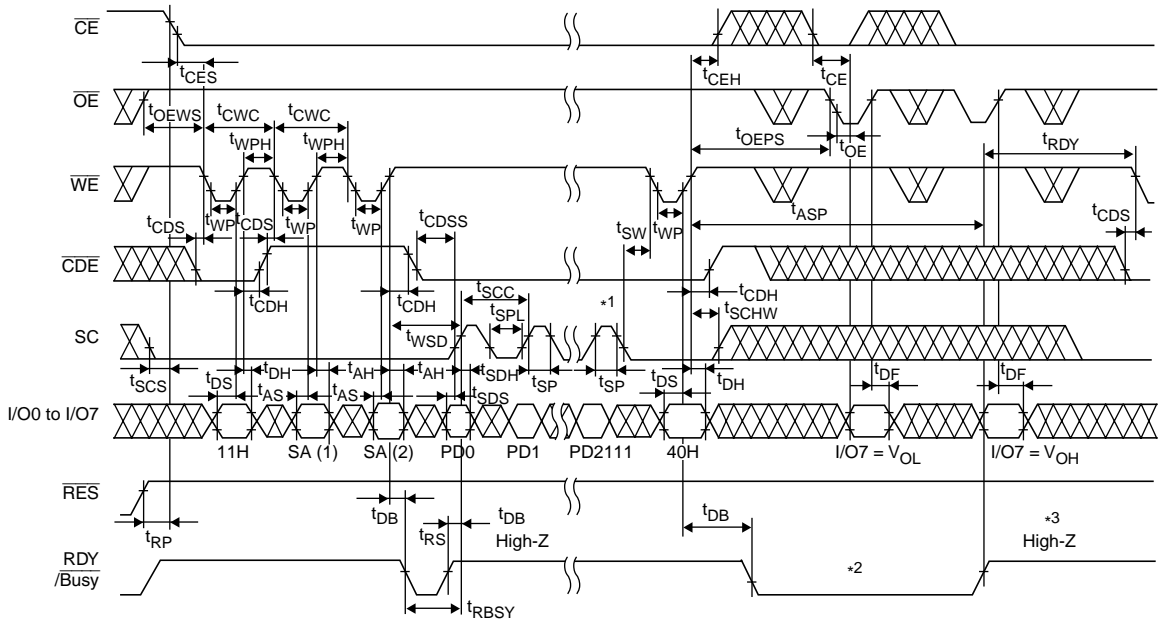 CE
tCES
tCEH
tCE
OE
tOEWS
tCWC
tCWC
tWPH
tWPH
tOEPS
tOE
tRDY
WE
tCDS
tWP
tCDS
tWP
tWP
tCDSS
tSW
tWP
tASP
tCDS
CDE
tCDH
tCDH
tSCC
*1
tCDH
tSCHW
SC
tWSD
tSPL
tSCS
tDS
tDH
tAS
tAH
tAS
tAH
tSDH
tSDS
tSP
tSP
tDS
tDH
tDF
tDF
I/O0 to I/O7
11H
SA (1)
SA (2)
PD0
PD1
PD2111
40H
I/O7 = VOL
I/O7 = VOH
RES
tRP
tDB
tRS
tDB
High-Z
tDB
*3
High-Z
RDY
/Busy
*2
tRBSY